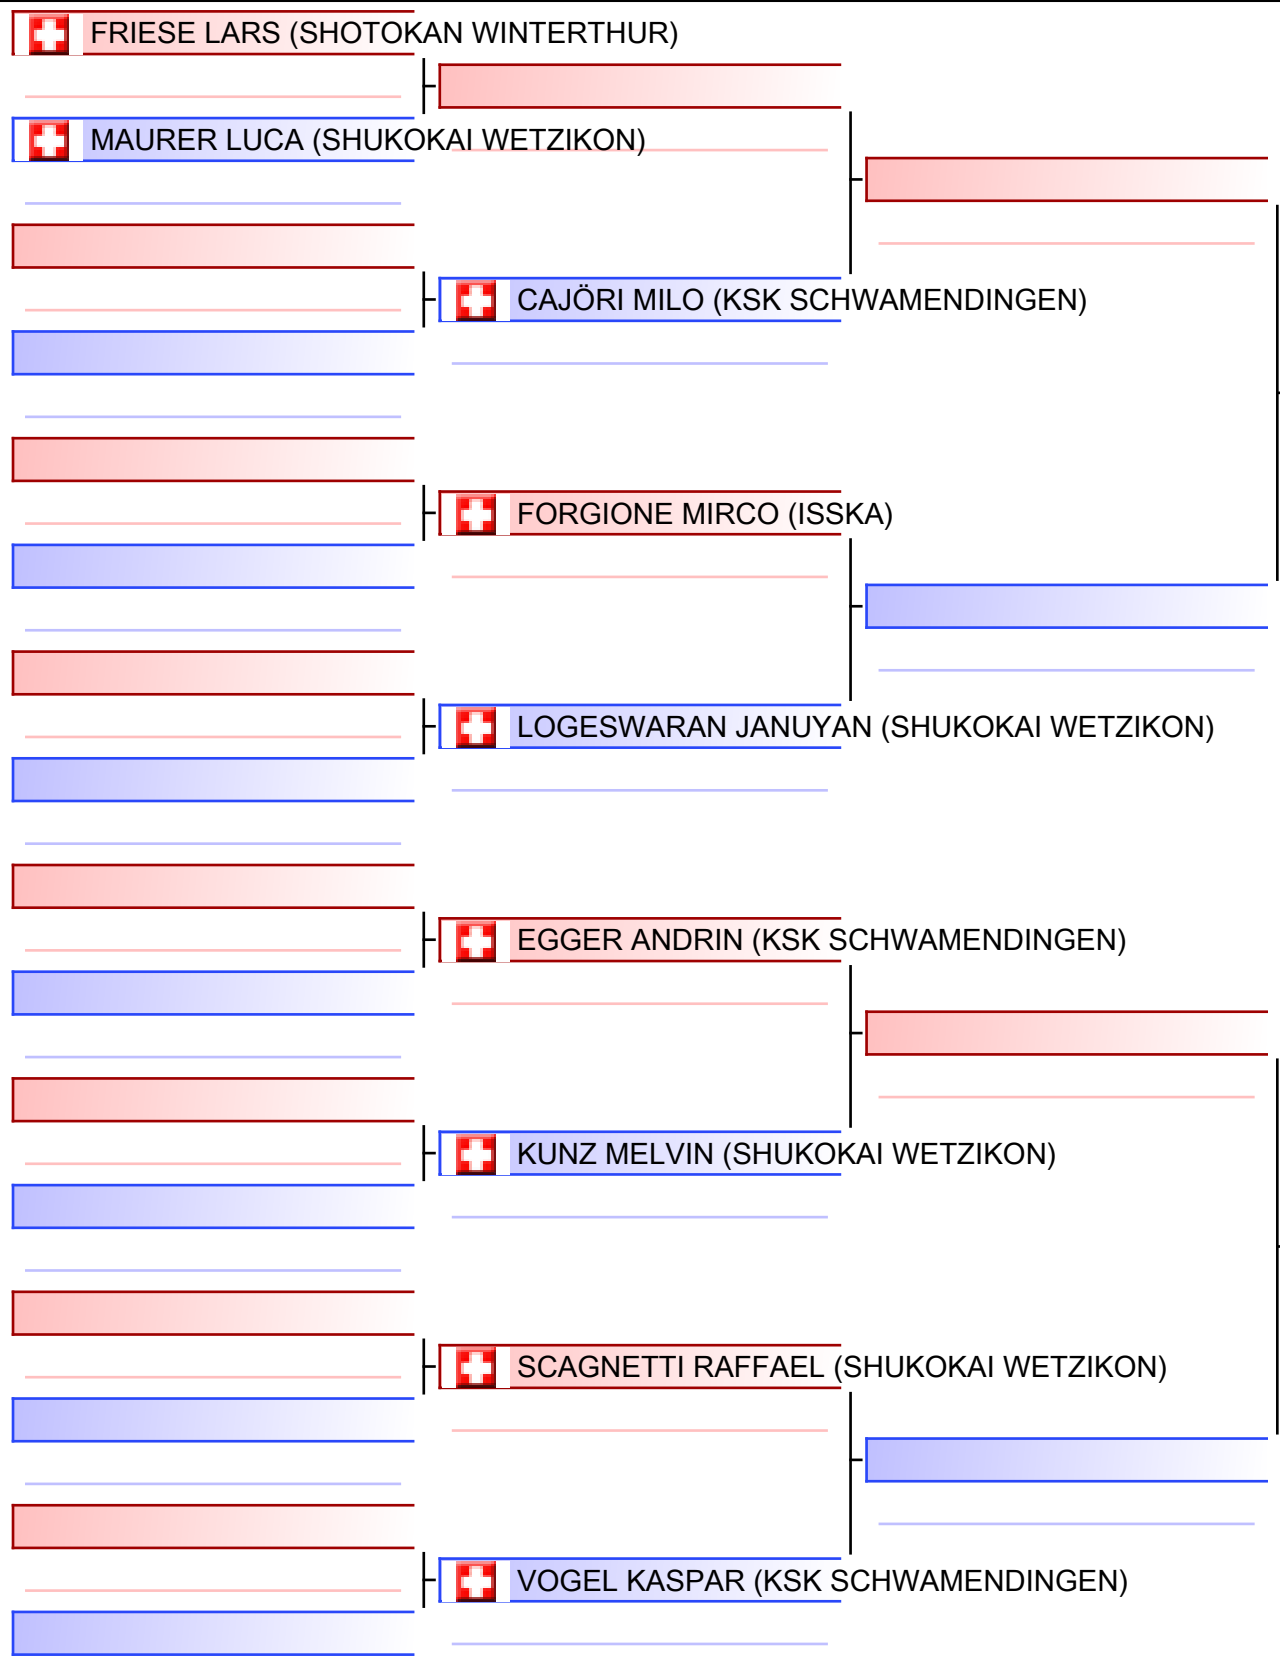 FRIESE LARS (SHOTOKAN WINTERTHUR)
MAURER LUCA (SHUKOKAI WETZIKON)
CAJÖRI MILO (KSK SCHWAMENDINGEN)
FORGIONE MIRCO (ISSKA)
LOGESWARAN JANUYAN (SHUKOKAI WETZIKON)
EGGER ANDRIN (KSK SCHWAMENDINGEN)
KUNZ MELVIN (SHUKOKAI WETZIKON)
SCAGNETTI RAFFAEL (SHUKOKAI WETZIKON)
VOGEL KASPAR (KSK SCHWAMENDINGEN)